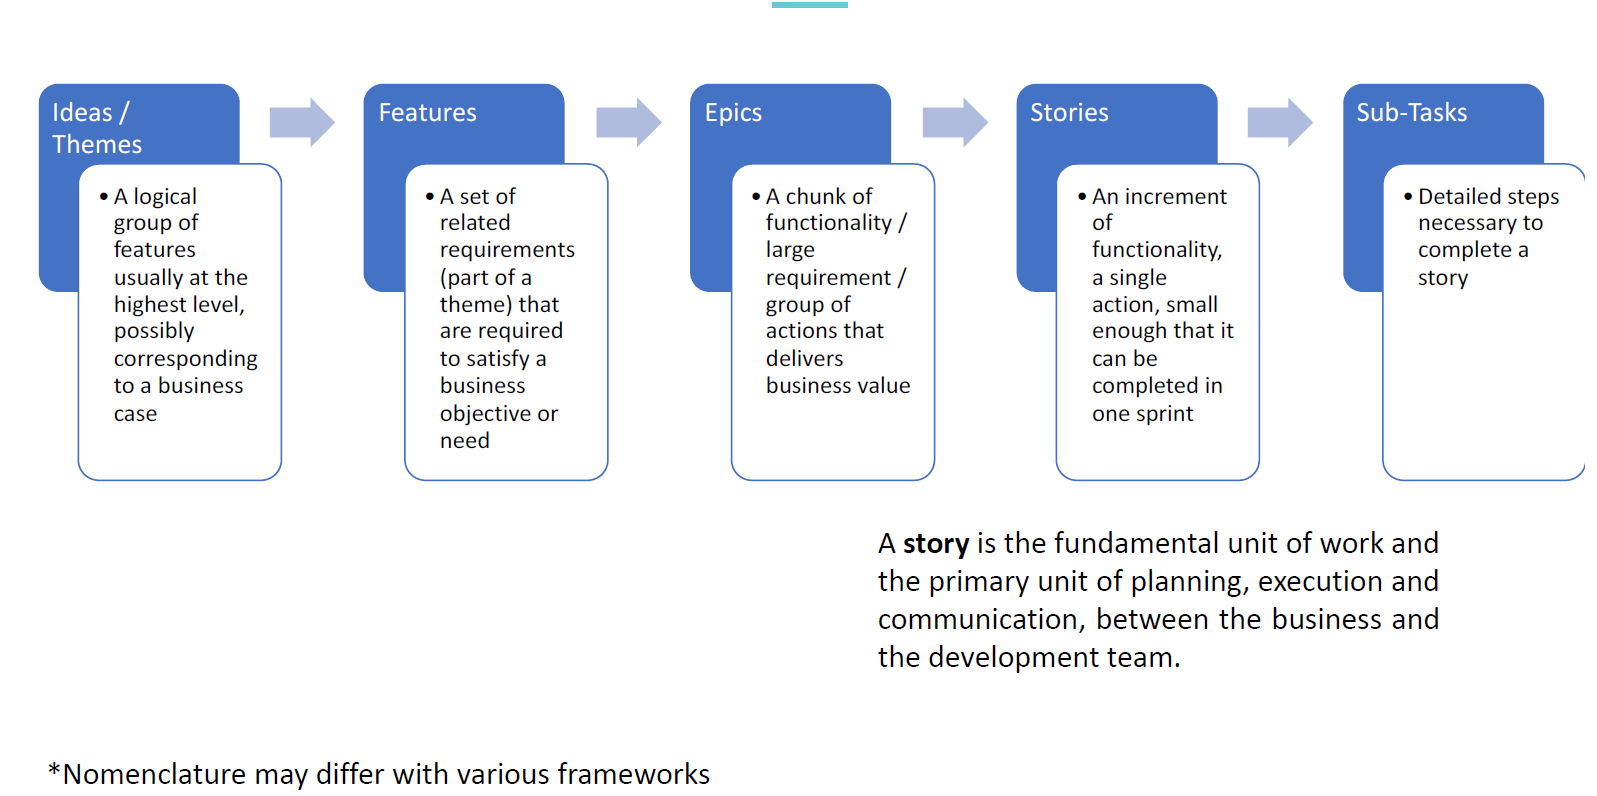 Ideas /
Themes
• A logical
group of
features
usually at the
highest level,
possibly
corresponding
to a business
case
Features
• A set of
related
requirements
(part of a
theme) that
are required
to satisfy a
business
objective or
need
Epics
• A chunk of
functionality /
large
requirement /
group of
actions that
delivers
business value
Stories
• An increment
of
functionality,
a single
action, small
enough that it
can be
completed in
one sprint
Sub-Tasks
• Detailed steps
necessary to
complete a
story
A story is the fundamental unit of work and
the primary unit of planning, execution and
communication, between the business and
the development team.
*Nomenclature may differ with various frameworks